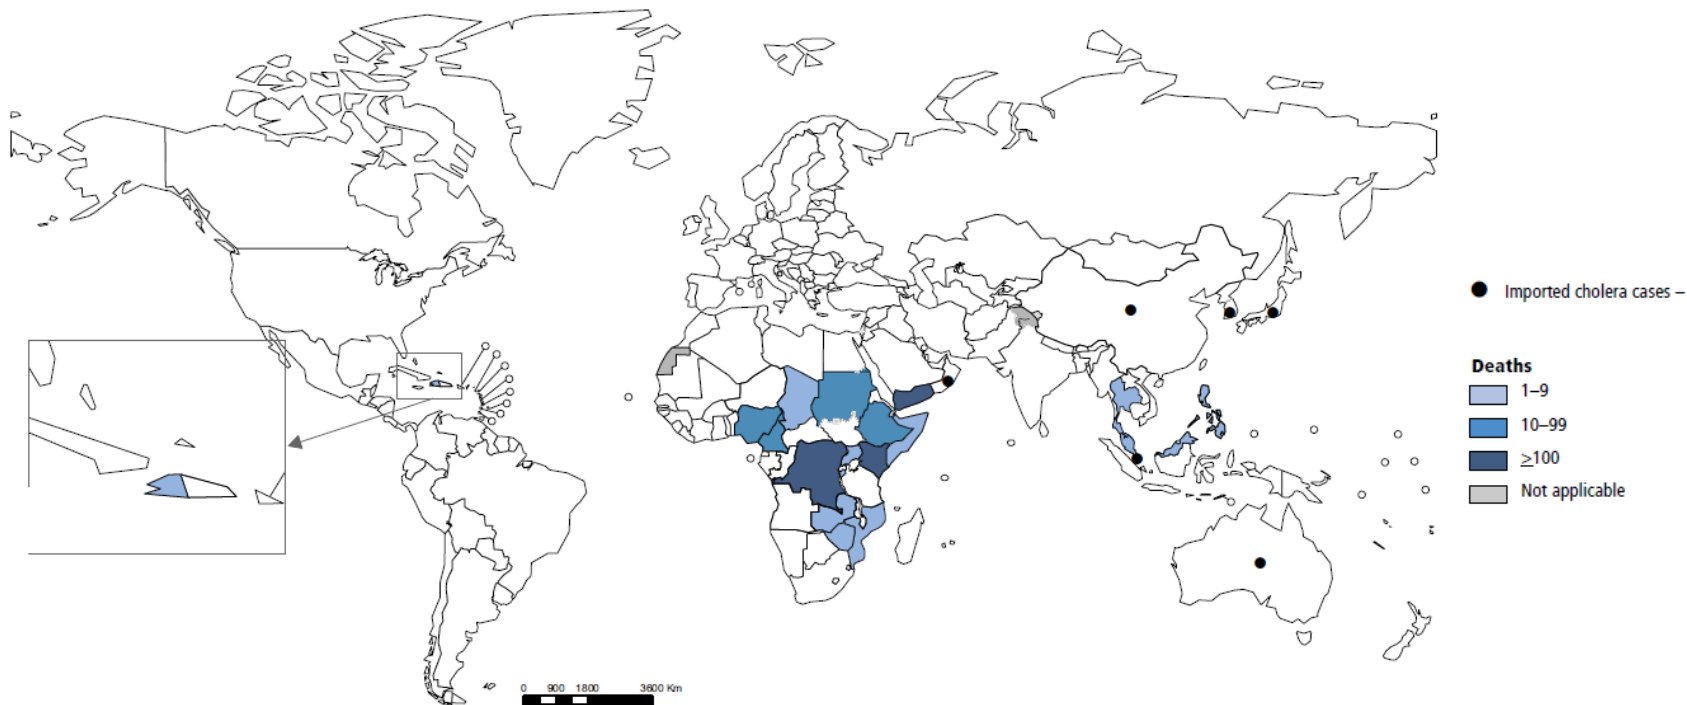 Imported cholera cases –
Deaths
1–9
10–99
≥100
Not applicable
0 900 1800 3600 Km